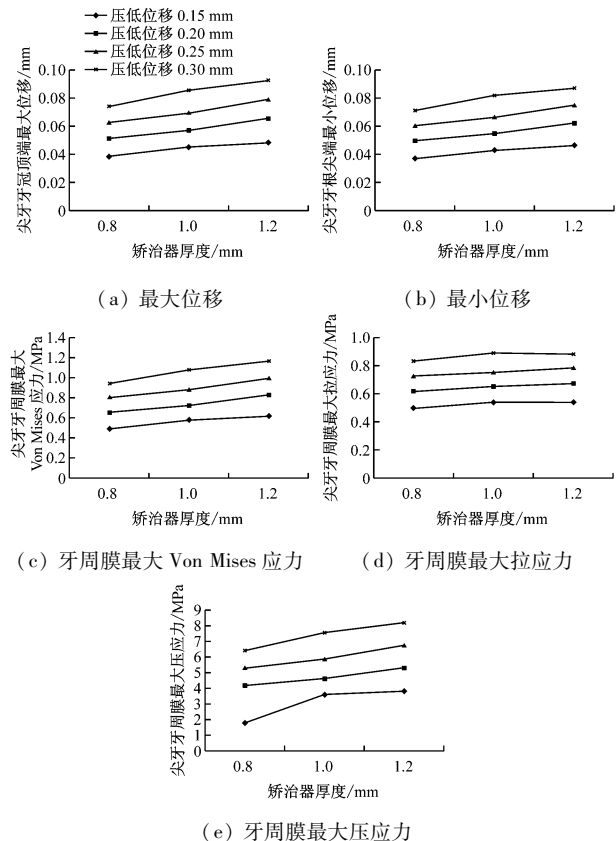 压低位移 0.15 mm
压低位移 0.20 mm
压低位移 0.25 mm
压低位移 0.30 mm
尖牙牙冠顶端最大位移/mm
0.10
0.08
0.06
0.04
0.02
0
0.8
1.0
1.2
矫治器厚度/mm
(a) 最大位移
尖牙牙根尖端最小位移/mm
0.10
0.08
0.06
0.04
0.02
0
0.8
1.0
1.2
矫治器厚度/mm
(b) 最小位移
尖牙牙周膜最大
Von Mises 应力/MPa
1.4
1.2
1.0
0.8
0.6
0.4
0.2
0
0.8
1.0
1.2
矫治器厚度/mm
(c) 牙周膜最大 Von Mises 应力
尖牙牙周膜最大拉应力/MPa
1.0
0.8
0.6
0.4
0.2
0
0.8
1.0
1.2
矫治器厚度/mm
(d) 牙周膜最大拉应力
尖牙牙周膜最大压应力/MPa
9
8
7
6
5
4
3
2
1
0
0.8
1.0
1.2
矫治器厚度/mm
(e) 牙周膜最大压应力